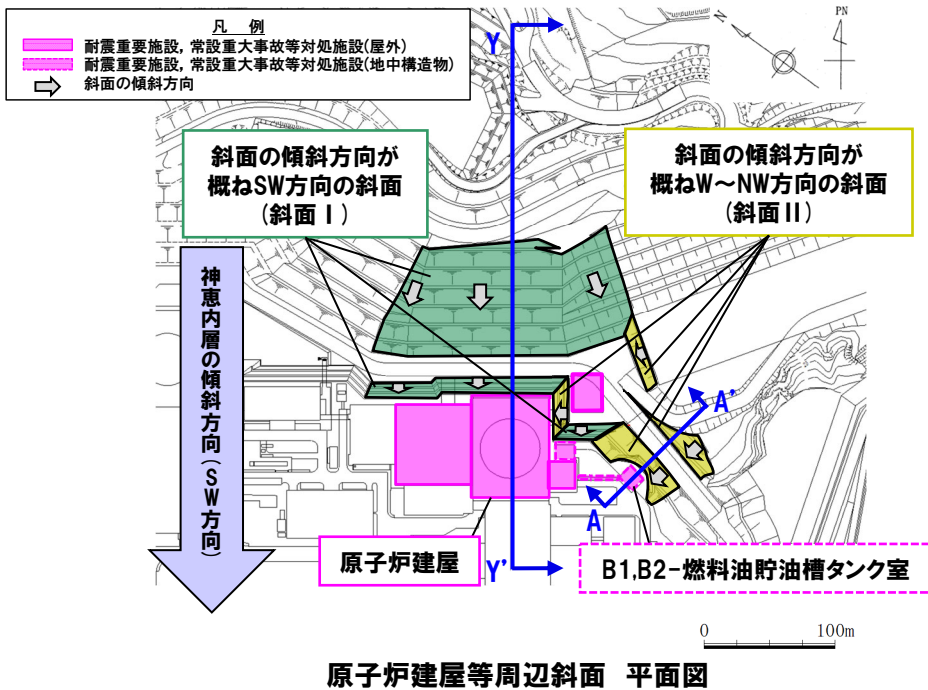 凡 例
耐震重要施設，常設重大事故等対処施設(屋外)
耐震重要施設，常設重大事故等対処施設(地中構造物)
斜面の傾斜方向
N
PN
Y
斜面の傾斜方向が
概ねSW方向の斜面
(斜面Ⅰ)
斜面の傾斜方向が
概ねW～NW方向の斜面
(斜面II)
神恵内層の傾斜方向(SW方向)
A'
A
原子炉建屋
Y'
B1,B2-燃料油貯油槽タンク室
0 100m
原子炉建屋等周辺斜面 平面図